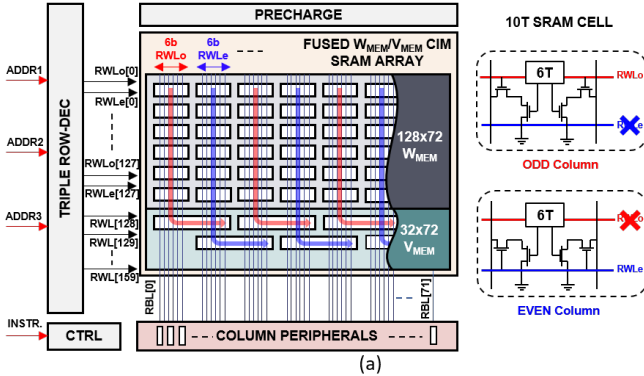 PRECHARGE
10T SRAM CELL
6b
RWLo
6b
RWLe
FUSED WMEM/VMEM CIM
SRAM ARRAY
ADDR1
ADDR2
ADDR3
INSTR.
TRIPLE ROW-DEC
CTRL
RWLo[0]
RWLe[0]
RWLo[127]
RWLe[127]
RWL[128]
RWL[129]
RWL[159]
128x72
WMEM
32x72
VMEM
RBL[0]
RBL[71]
COLUMN PERIPHERALS
6T
RWLo
RWLe
ODD Column
6T
RWLo
RWLe
EVEN Column
(a)